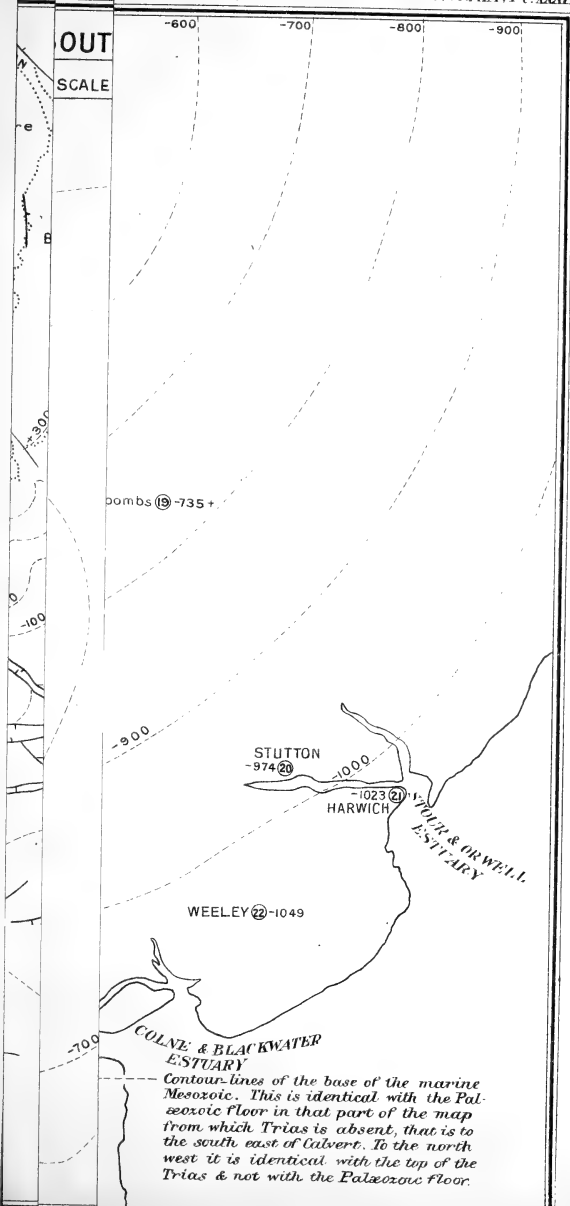 -600
-700
-800
-900
OUT
SCALE
N
e
B
+300
ombs 19 -735+
-100
-900
STUTTON
-974 20
-1000
-1023 21
HARWICH
STOUR & ORWELL
ESTUARY
WEELEY 22 -1049
-700
COLNE & BLACKWATER
ESTUARY
Contour-lines of the base of the marine
Mesozoic. This is identical with the Pal-
æozoic floor in that part of the map
from which Trias is absent, that is to
the south east of Calvert. To the north
west it is identical with the top of the
Trias & not with the Palæozoic floor.